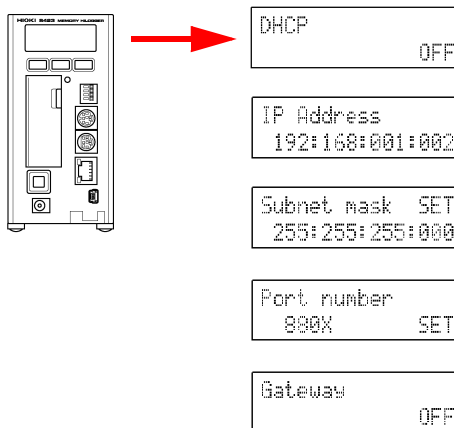 HIOKI 8423 MEMORY HiLOGGER
DHCP
OFF
IP Address
192:168:001:002
Subnet mask SET
255:255:255:000
Port number
880X SET
Gateway
OFF